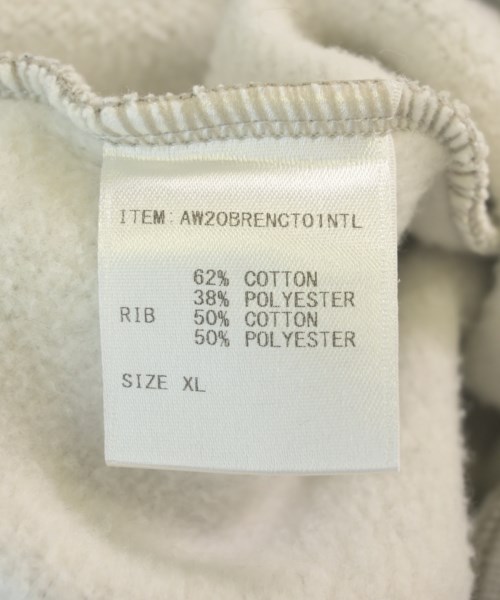 ITEM: AW20BRENCT01NTL
62% COTTON
38% POLYESTER
RIB 50% COTTON
50% POLYESTER
SIZE XL